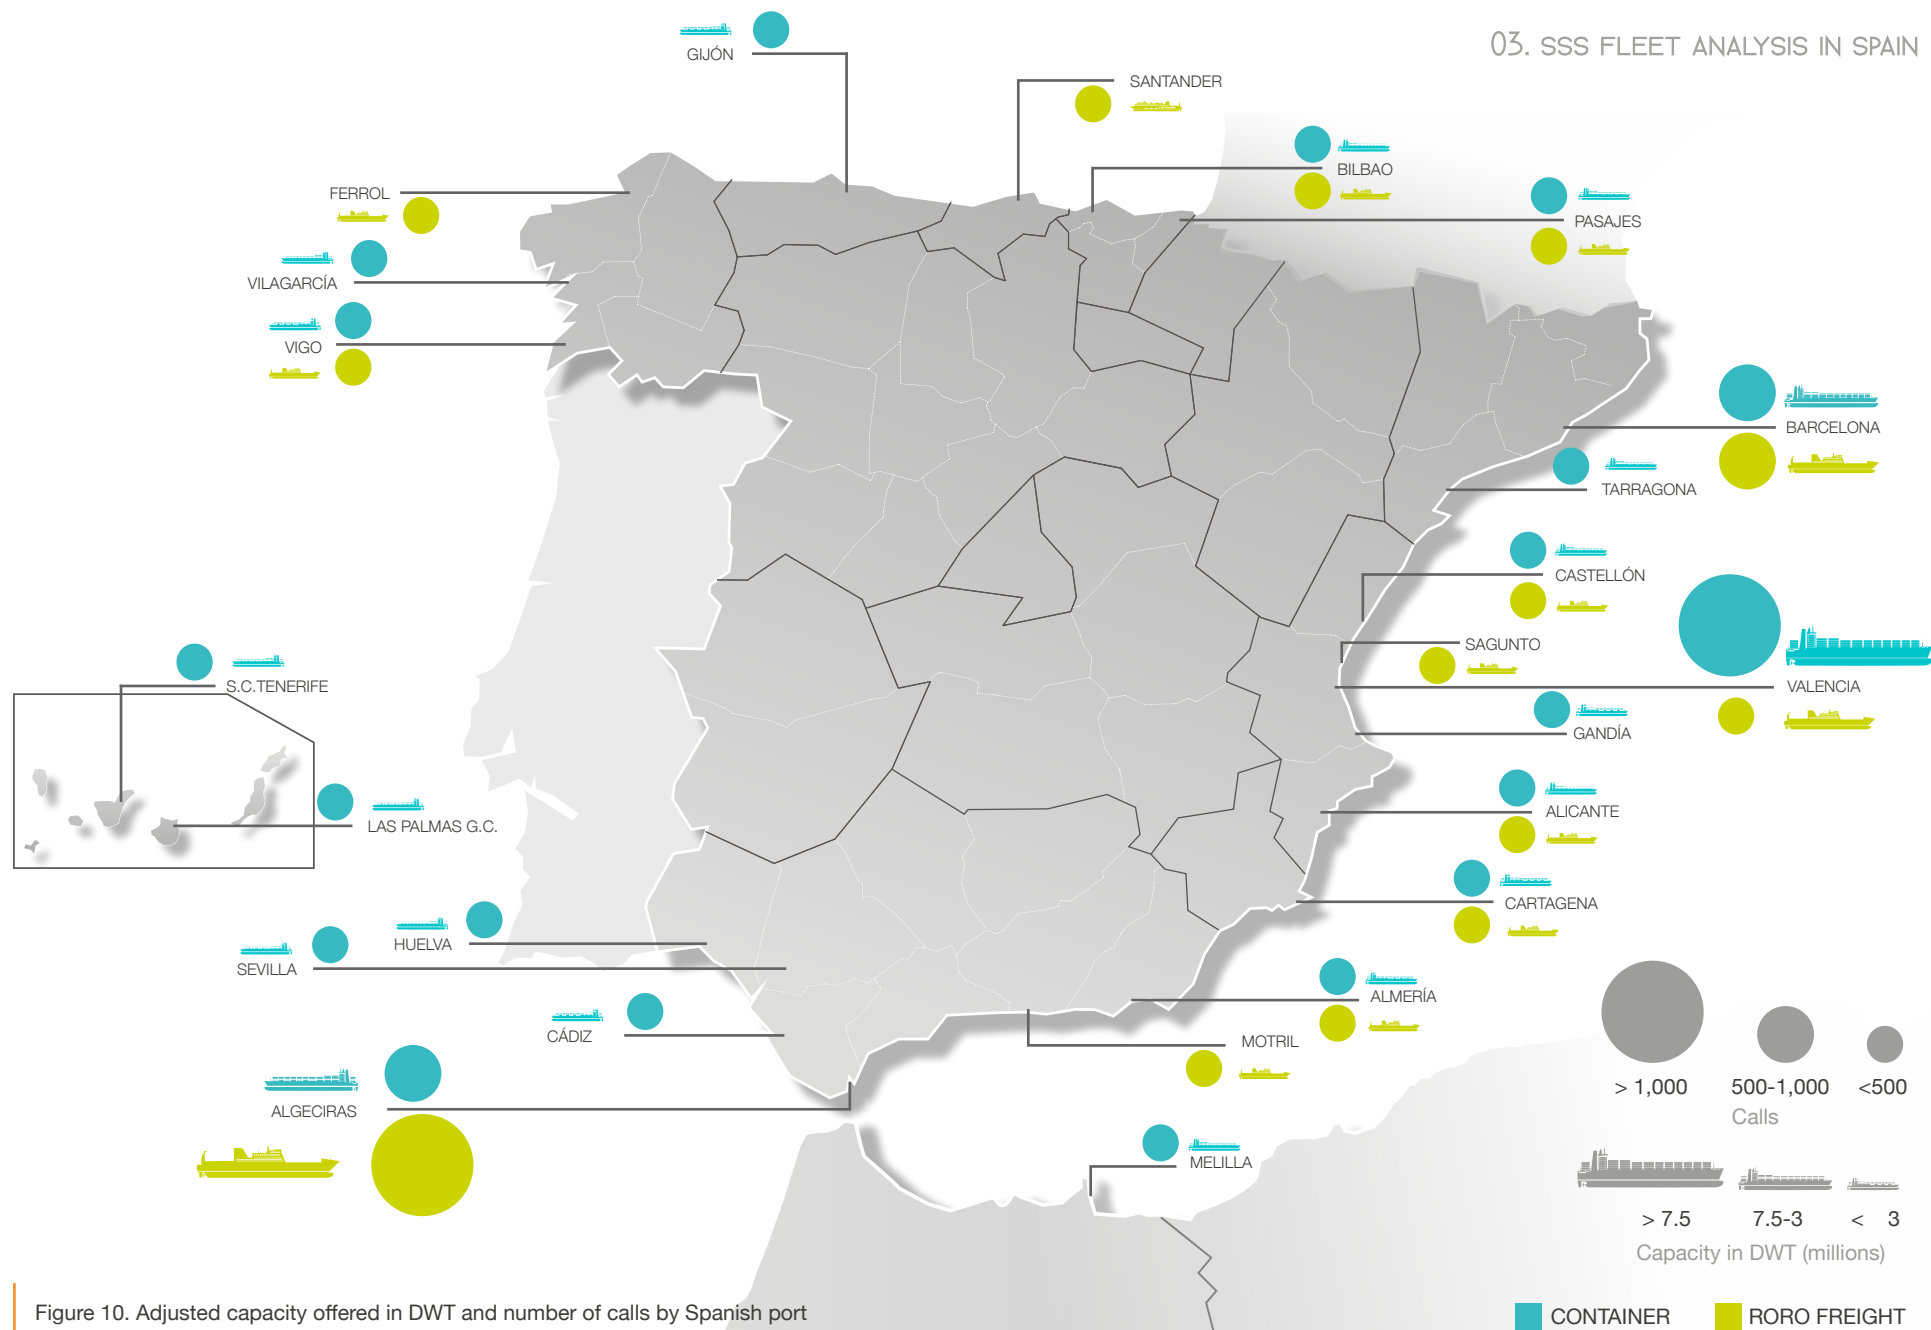 03. SSS FLEET ANALYSIS IN SPAIN
GIJÓN
SANTANDER
BILBAO
FERROL
PASAJES
VILAGARCÍA
VIGO
BARCELONA
TARRAGONA
CASTELLÓN
SAGUNTO
S.C.TENERIFE
VALENCIA
GANDÍA
ALICANTE
LAS PALMAS G.C.
CARTAGENA
HUELVA
SEVILLA
ALMERÍA
CÁDIZ
MOTRIL
ALGECIRAS
MELILLA
> 1,000 500-1,000 <500
Calls
> 7.5 7.5-3 < 3
Capacity in DWT (millions)
Figure 10. Adjusted capacity offered in DWT and number of calls by Spanish port
CONTAINER RORO FREIGHT